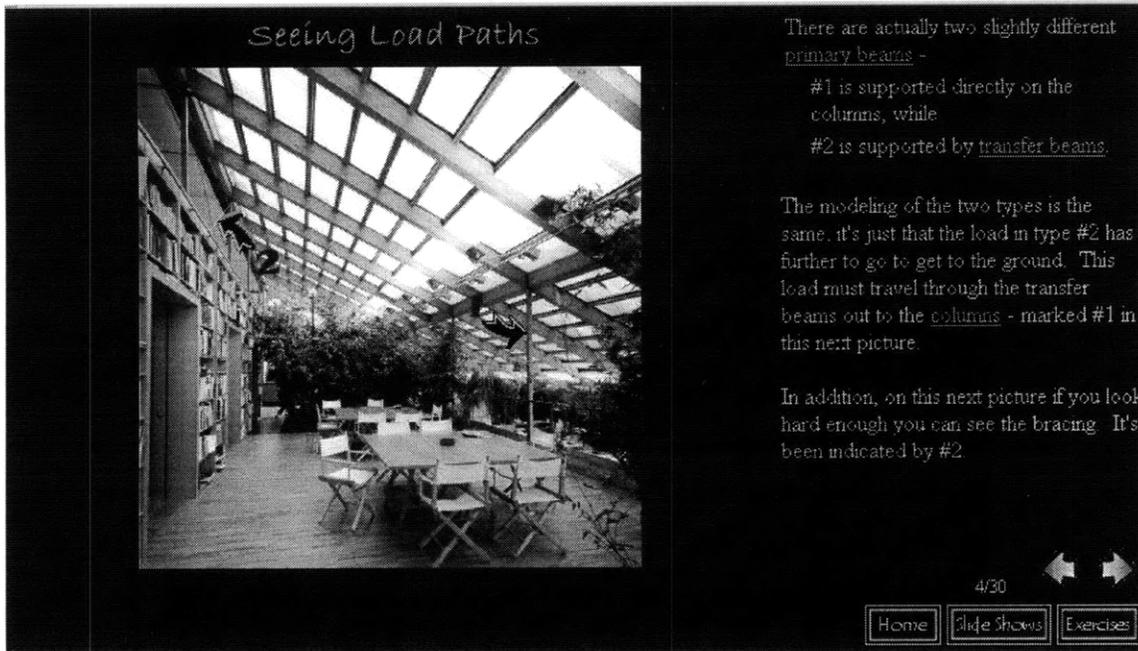 Seeing Load Paths
There are actually two slightly different
primary beams -
#1 is supported directly on the
columns, while
#2 is supported by transfer beams.
The modeling of the two types is the
same, it's just that the load in type #2 has
further to go to get to the ground. This
load must travel through the transfer
beams out to the columns - marked #1 in
this next picture.
In addition, on this next picture if you look
hard enough you can see the bracing. It's
been indicated by #2.
2
4/30
Home
Slide Shows
Exercises